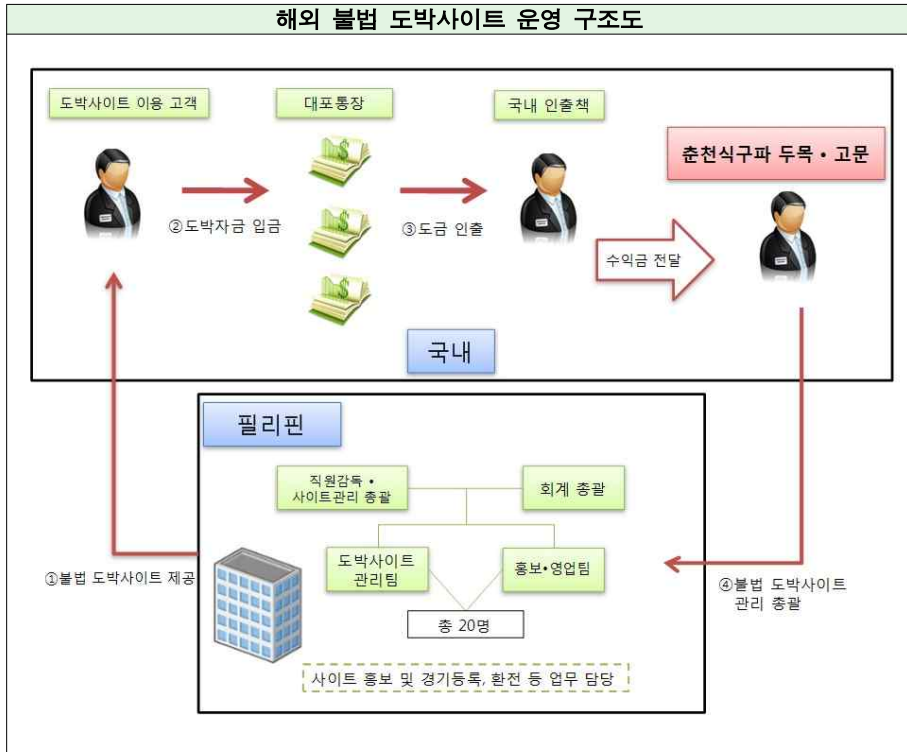 해외 불법 도박사이트 운영 구조도
도박사이트 이용 고객
대포통장
국내 인출책
춘천식구파 두목・고문
②도박자금 입금
③도금 인출
수익금 전달
국내
필리핀
직원감독・
사이트관리 총괄
회계 총괄
①불법 도박사이트 제공
도박사이트
관리팀
홍보•영업팀
④불법 도박사이트
관리 총괄
총 20명
사이트 홍보 및 경기등록, 환전 등 업무 담당